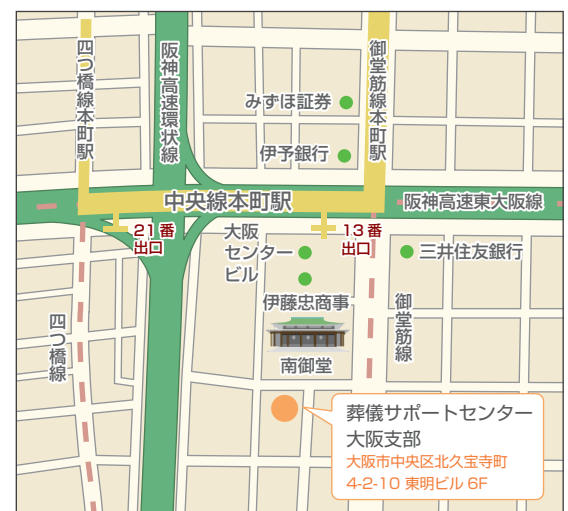 四つ橋線本町駅
阪神高速環状線
御堂筋線本町駅
みずほ証券
伊予銀行
中央線本町駅
阪神高速東大阪線
21番
出口
大阪
センター
ビル
13番
出口
三井住友銀行
伊藤忠商事
御堂筋線
四つ橋線
南御堂
葬儀サポートセンター
大阪支部
大阪市中央区北久宝寺町
4-2-10 東明ビル 6F